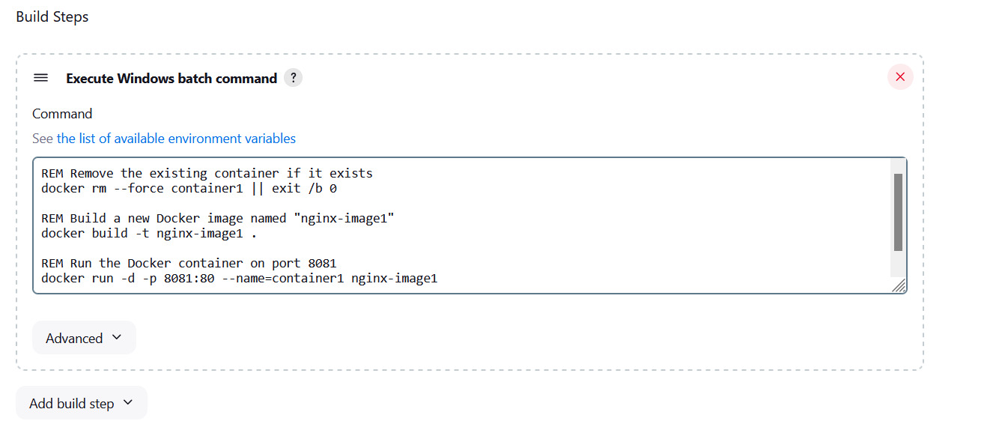 Build Steps
Execute Windows batch command ?
Command
See the list of available environment variables
REM Remove the existing container if it exists
docker rm --force container1 || exit /b 0
REM Build a new Docker image named "nginx-image1"
docker build -t nginx-image1 .
REM Run the Docker container on port 8081
docker run -d -p 8081:80 --name=container1 nginx-image1
Advanced
Add build step